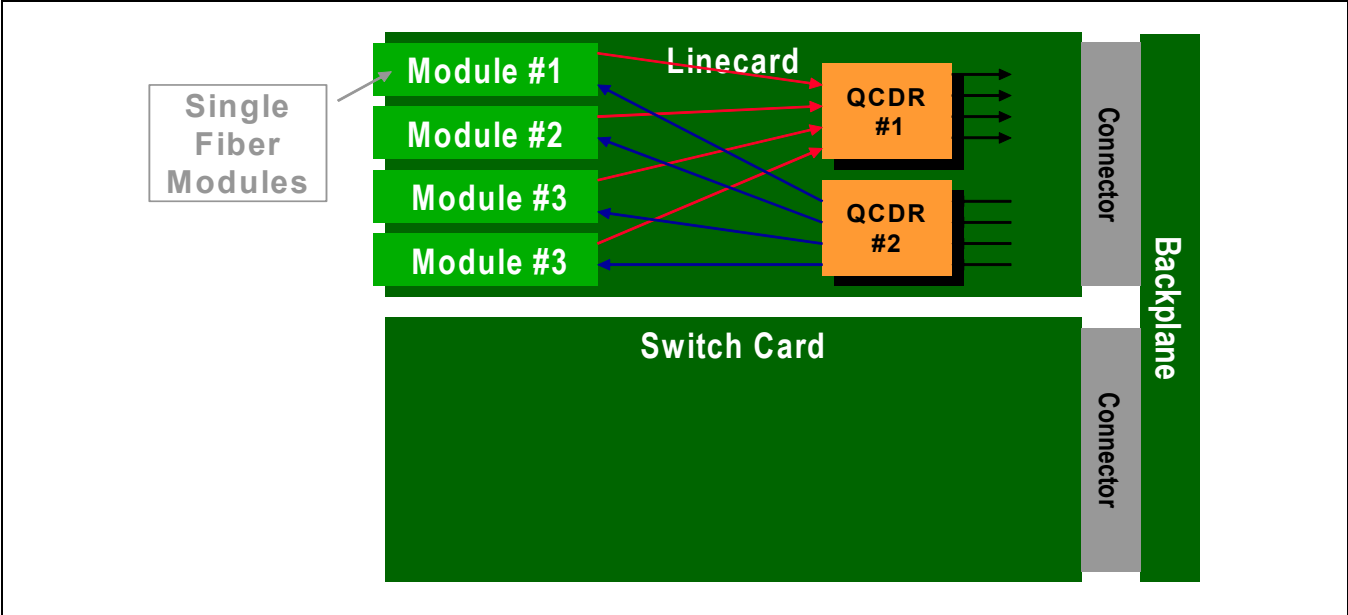 Linecard
Module #1
Module #2
Module #3
Module #3
Single
Fiber
Modules
QCDR
#1
QCDR
#2
Connector
Backplane
Switch Card
Connector